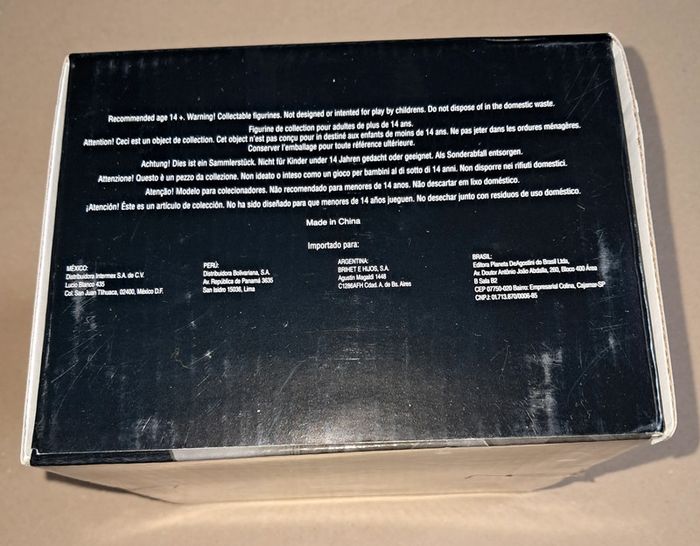 Recommended age 14 +. Warning! Collectable figurines. Not designed or intented for play by childrens. Do not dispose of in the domestic waste.
Figurine de collection pour adultes de plus de 14 ans.
Attention! Ceci est un object de collection. Cet object n'est pas conçu pour in destiné aux enfants de moins de 14 ans. Ne pas jeter dans les ordures ménagères.
Conserver l'emballage pour toute référence ultérieure.
Achtung! Dies ist ein Sammlerstück. Nicht für Kinder under 14 Jahren gedacht oder geeignet. Als Sonderabfall entsorgen.
Attenzione! Questo è un pezzo da collezione. Non ideato o inteso como un gioco per bambini al di sotto di 14 anni. Non disporre nei rifiuti domestici.
Atenção! Modelo para colecionadores. Não recomendado para menores de 14 anos. Não descartar em lixo doméstico.
¡Atención! Éste es un artículo de colección. No ha sido diseñado para que menores de 14 años jueguen. No desechar junto con residuos de uso doméstico.
Made in China
Importado para:
MÉXICO:
Distribuidora Intermex S.A. de C.V.
Lucio Blanco 435
Col. San Juan Tlihuaca, 02400, México D.F.
PERÚ:
Distribuidora Bolivariana, S.A.
Av. República de Panamá 3635
San Isidro 15036, Lima
ARGENTINA:
BRIHET E HIJOS, S.A.
Agustín Magaldi 1448
C1286AFH Cdad. A. de Bs. Aires
BRASIL:
Editora Planeta DeAgostini do Brasil Ltda.
Av. Doutor Antônio João Abdalla, 260, Bloco 400 Área
B Sala B2
CEP 07750-020 Bairro: Empresarial Colina, Cajamar-SP
CNPJ: 01.713.870/0006-85